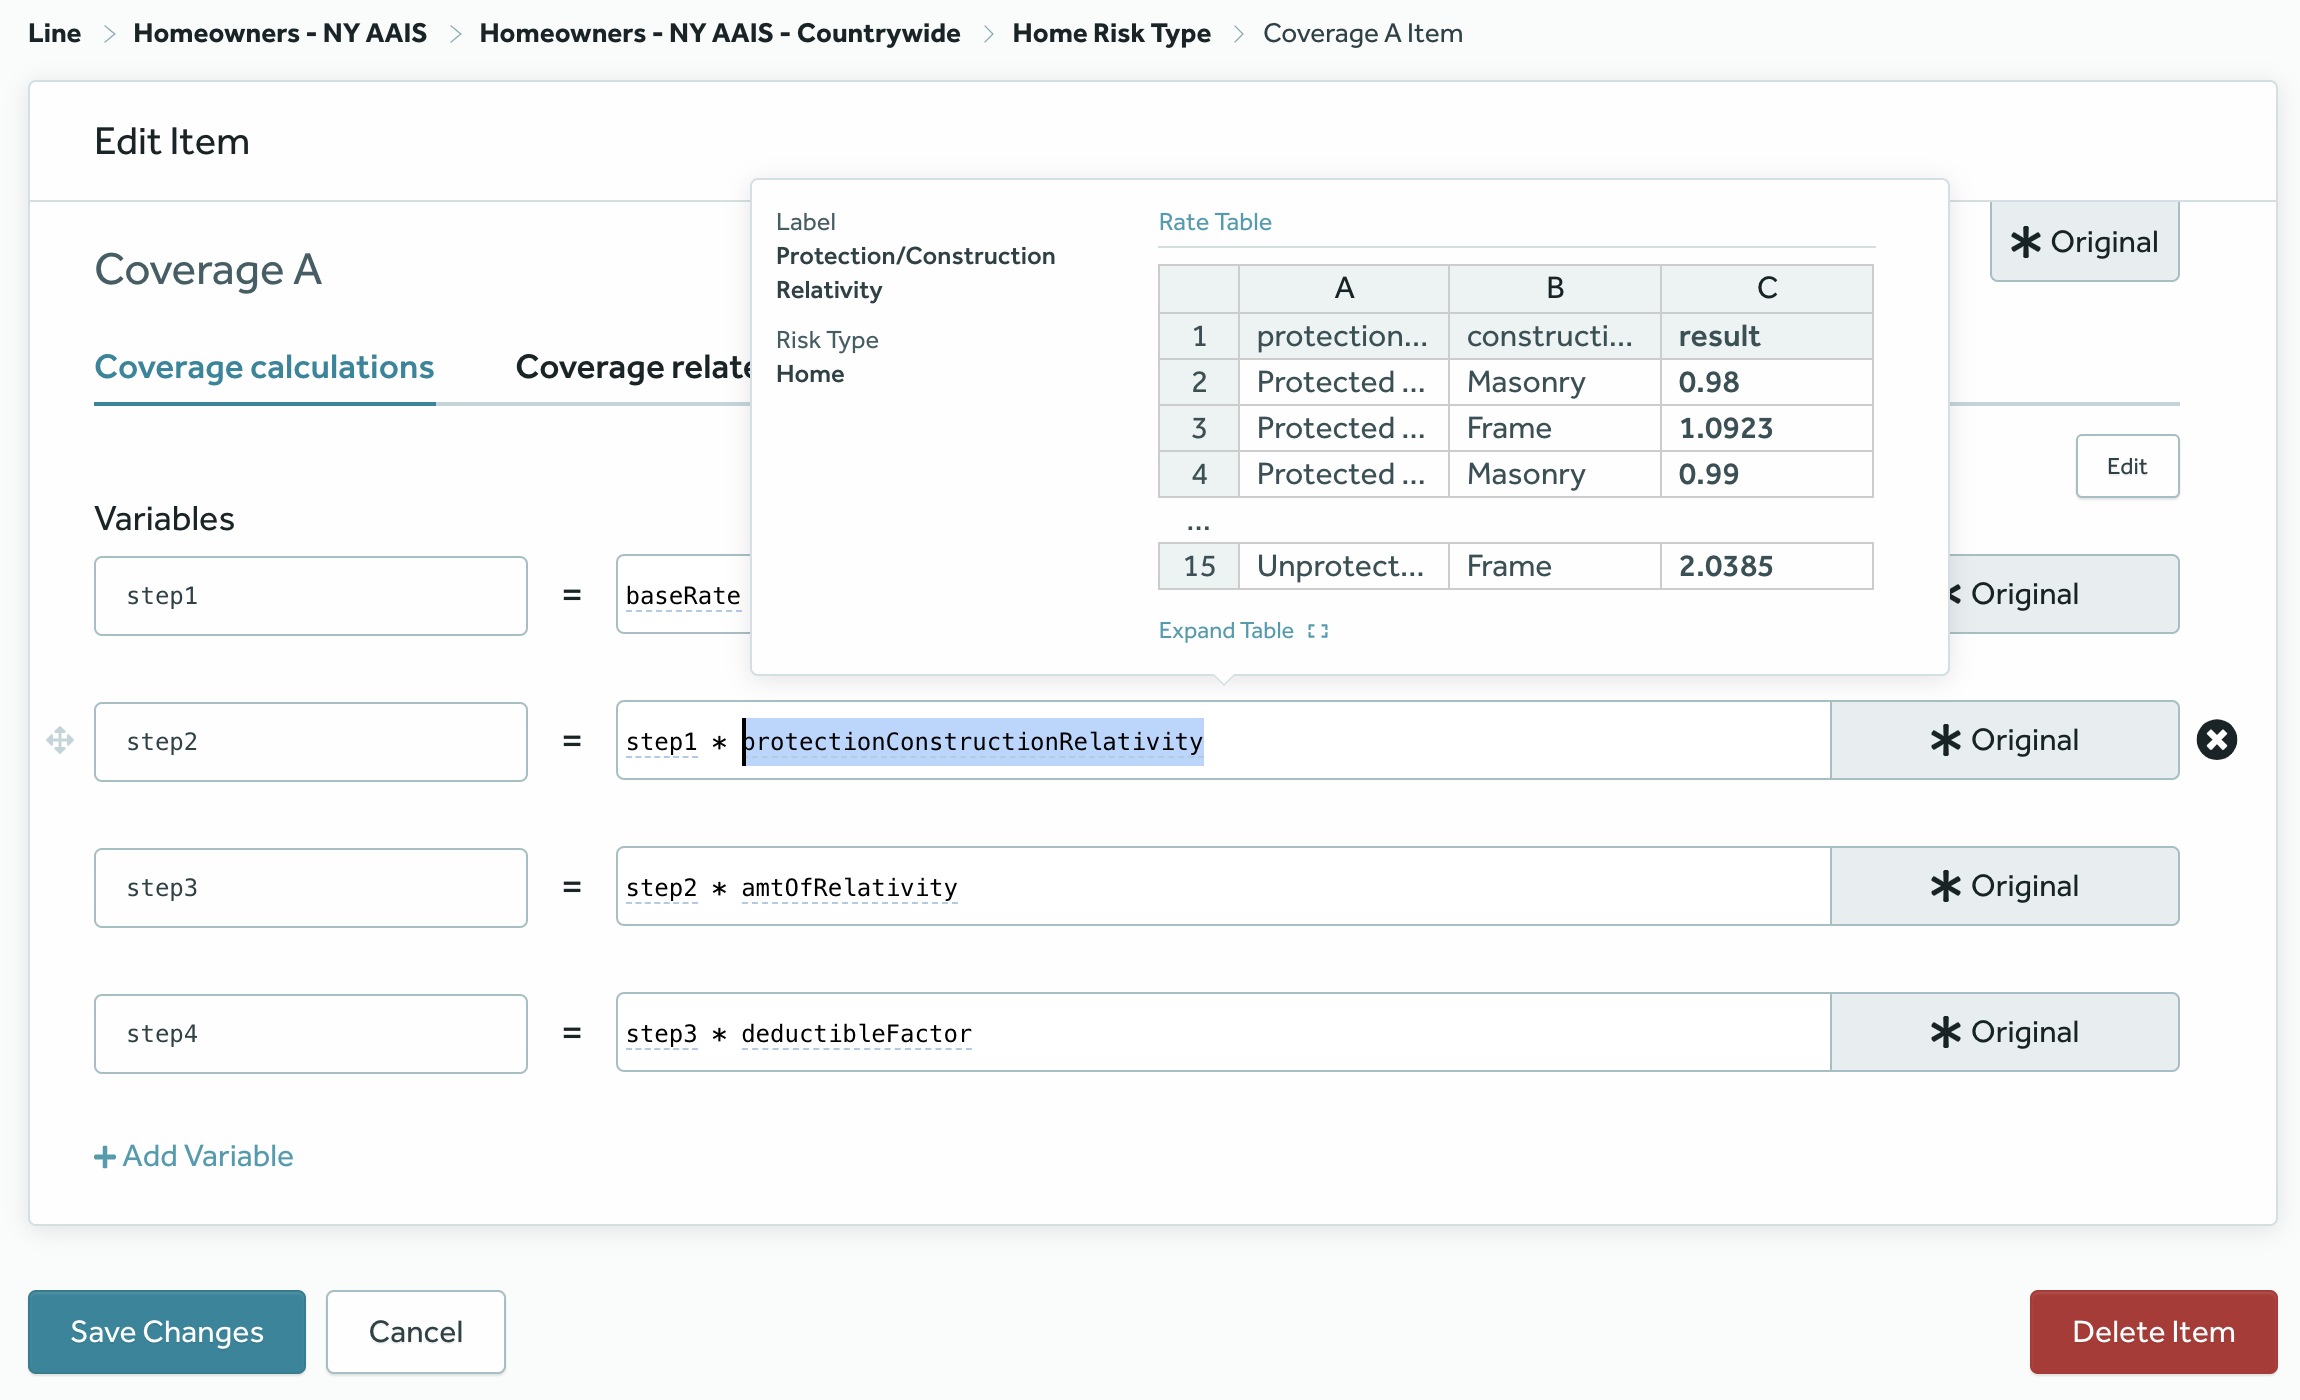 Line > Homeowners - NY AAIS > Homeowners - NY AAIS - Countrywide > Home Risk Type > Coverage A Item
Edit Item
Coverage A
Original
Coverage calculations
Label
Protection/Construction
Relativity
Risk Type
Home
Rate Table
A B C
1 protection... constructi... result
2 Protected ... Masonry 0.98
3 Protected ... Frame 1.0923
4 Protected ... Masonry 0.99
...
15 Unprotect... Frame 2.0385
Expand Table
Coverage relate
Edit
Variables
step1 = baseRate Original
step2 = step1 * protectionConstructionRelativity Original
step3 = step2 * amtOfRelativity Original
step4 = step3 * deductibleFactor Original
+ Add Variable
Save Changes Cancel Delete Item